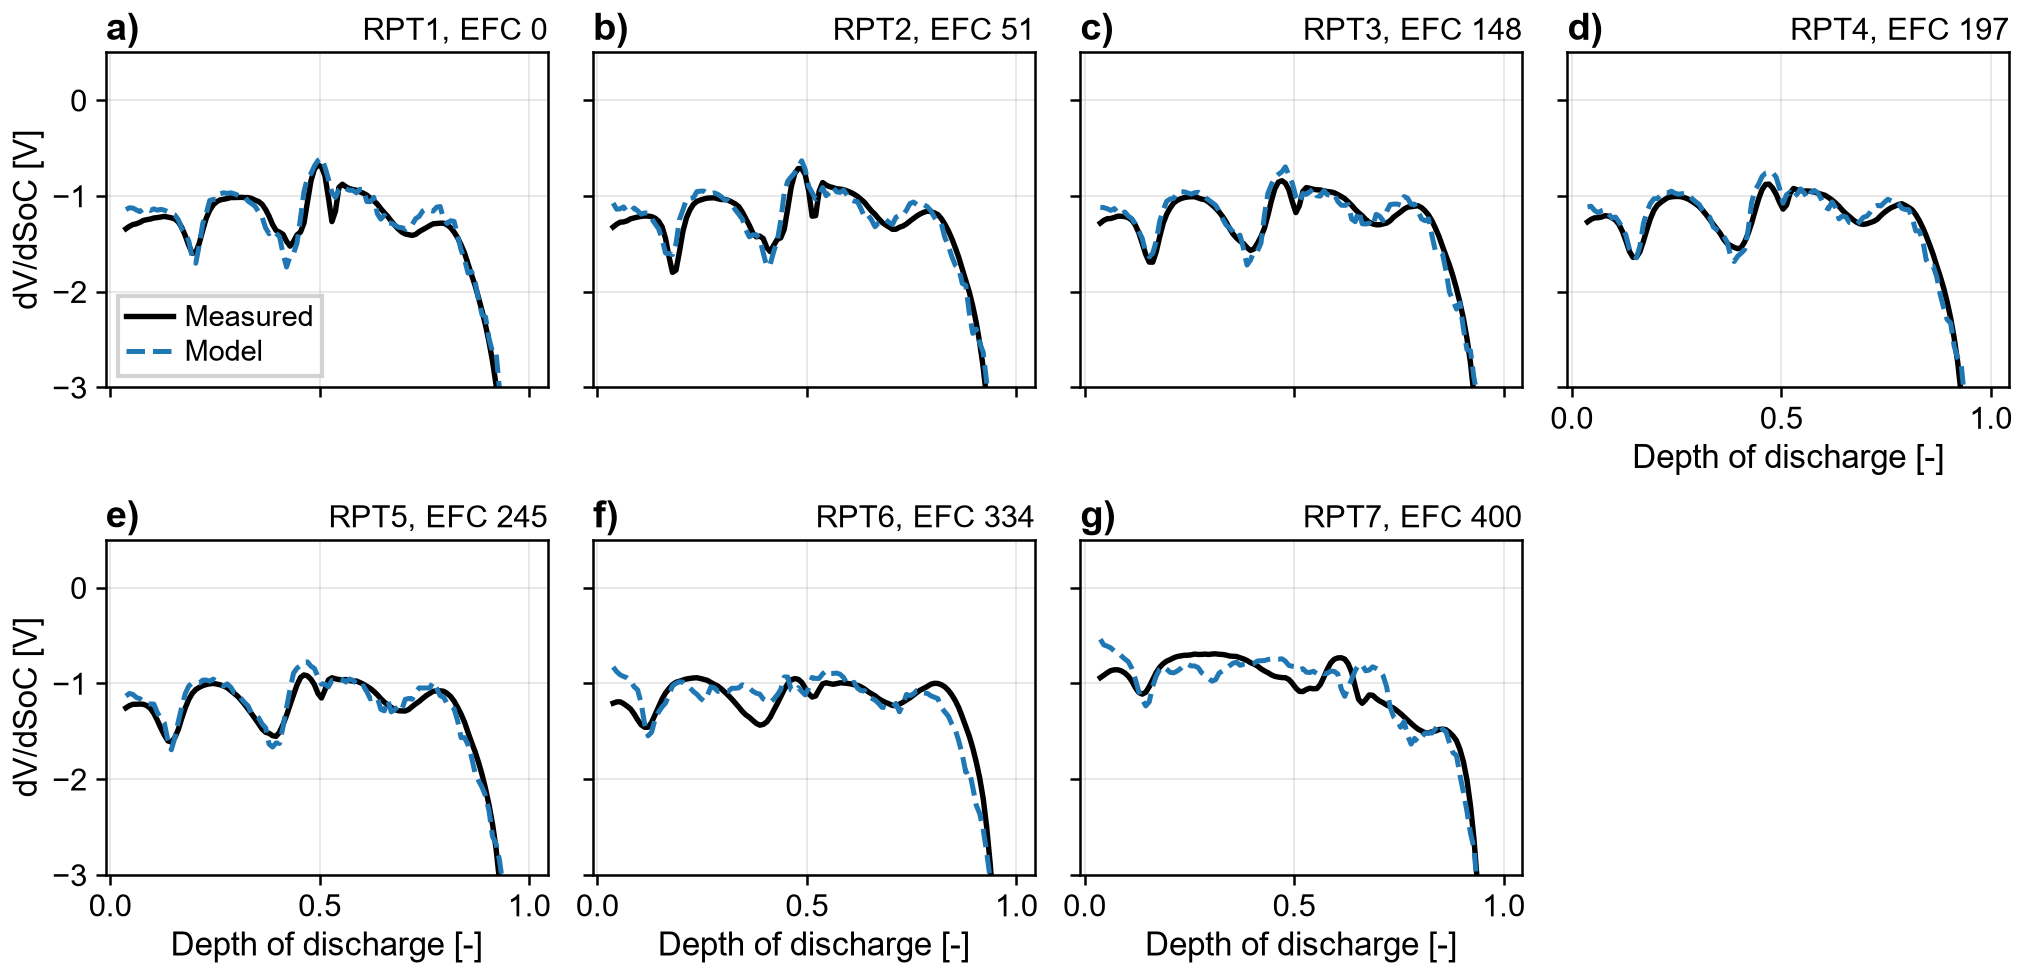 a) RPT1, EFC 0
b) RPT2, EFC 51
c) RPT3, EFC 148
d) RPT4, EFC 197
dV/dSoC [V]
0
−1
−2
−3
Measured
Model
0.0 0.5 1.0
Depth of discharge [-]
e) RPT5, EFC 245
f) RPT6, EFC 334
g) RPT7, EFC 400
dV/dSoC [V]
0
−1
−2
−3
0.0 0.5 1.0
0.0 0.5 1.0
0.0 0.5 1.0
Depth of discharge [-]
Depth of discharge [-]
Depth of discharge [-]